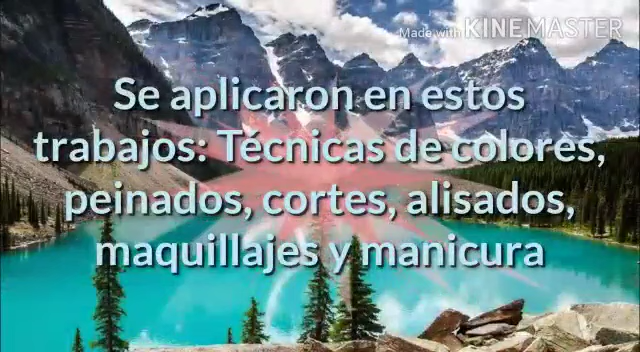 Made with KINEMASTER
Se aplicaron en estos
trabajos: Técnicas de colores,
peinados, cortes, alisados,
maquillajes y manicura